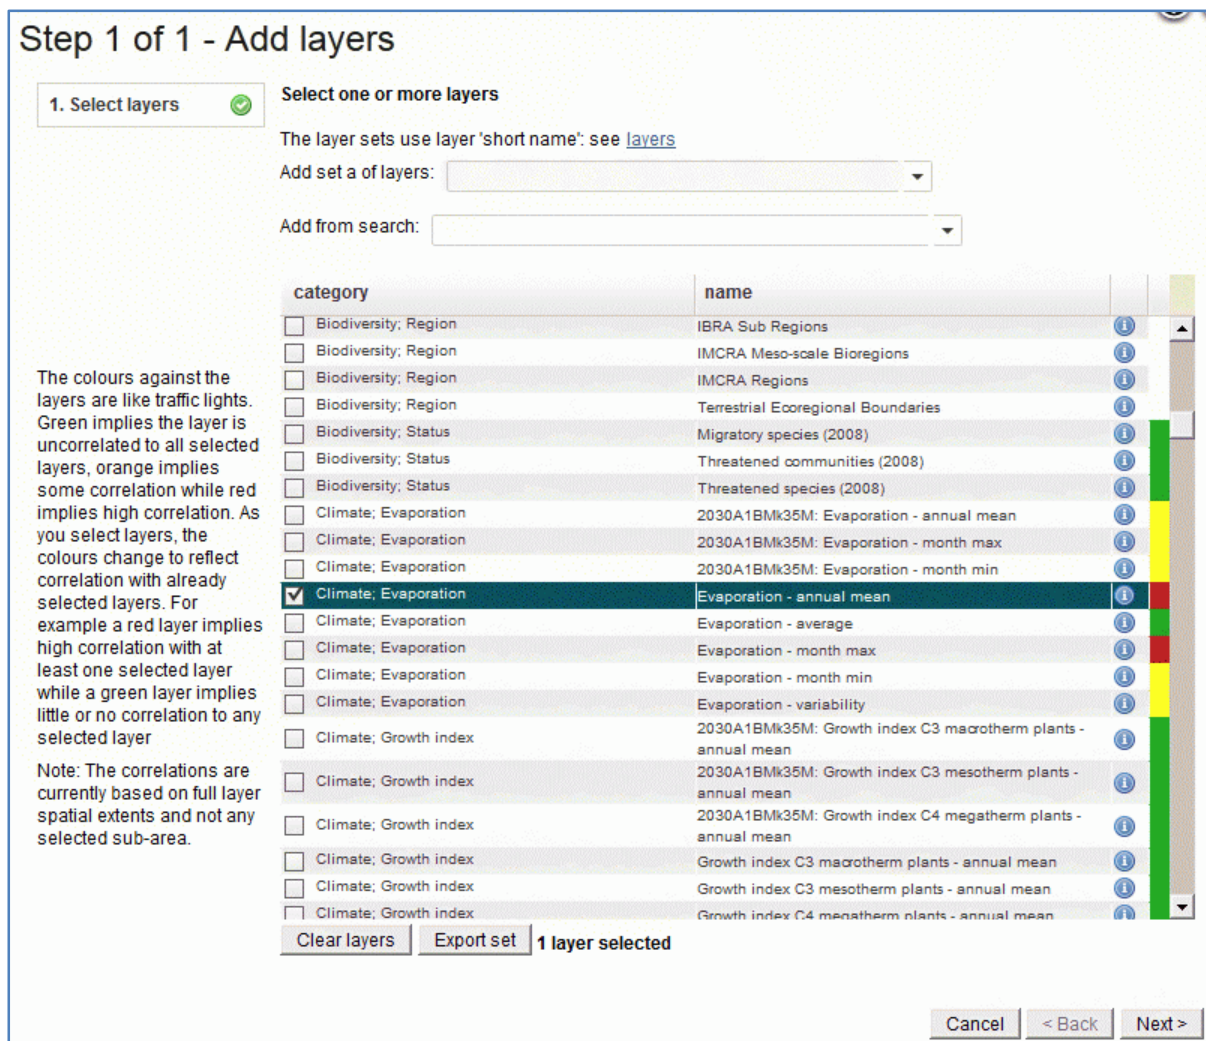 Step 1 of 1 - Add layers
1. Select layers
Select one or more layers
The layer sets use layer 'short name': see layers
Add set a of layers:
Add from search:
category name
Biodiversity; Region IBRA Sub Regions
Biodiversity; Region IMCRA Meso-scale Bioregions
Biodiversity; Region IMCRA Regions
Biodiversity; Region Terrestrial Ecoregional Boundaries
Biodiversity; Status Migratory species (2008)
Biodiversity; Status Threatened communities (2008)
Biodiversity; Status Threatened species (2008)
Climate; Evaporation 2030A1BMk35M: Evaporation - annual mean
Climate; Evaporation 2030A1BMk35M: Evaporation - month max
Climate; Evaporation 2030A1BMk35M: Evaporation - month min
Climate; Evaporation Evaporation - annual mean
Climate; Evaporation Evaporation - average
Climate; Evaporation Evaporation - month max
Climate; Evaporation Evaporation - month min
Climate; Evaporation Evaporation - variability
Climate; Growth index 2030A1BMk35M: Growth index C3 macrotherm plants -
annual mean
Climate; Growth index 2030A1BMk35M: Growth index C3 mesotherm plants -
annual mean
Climate; Growth index 2030A1BMk35M: Growth index C4 megatherm plants -
annual mean
Climate; Growth index Growth index C3 macrotherm plants - annual mean
Climate; Growth index Growth index C3 mesotherm plants - annual mean
Climate; Growth index Growth index C4 megatherm plants - annual mean
The colours against the
layers are like traffic lights.
Green implies the layer is
uncorrelated to all selected
layers, orange implies
some correlation while red
implies high correlation. As
you select layers, the
colours change to reflect
correlation with already
selected layers. For
example a red layer implies
high correlation with at
least one selected layer
while a green layer implies
little or no correlation to any
selected layer
Note: The correlations are
currently based on full layer
spatial extents and not any
selected sub-area.
Clear layers Export set 1 layer selected
Cancel < Back Next >